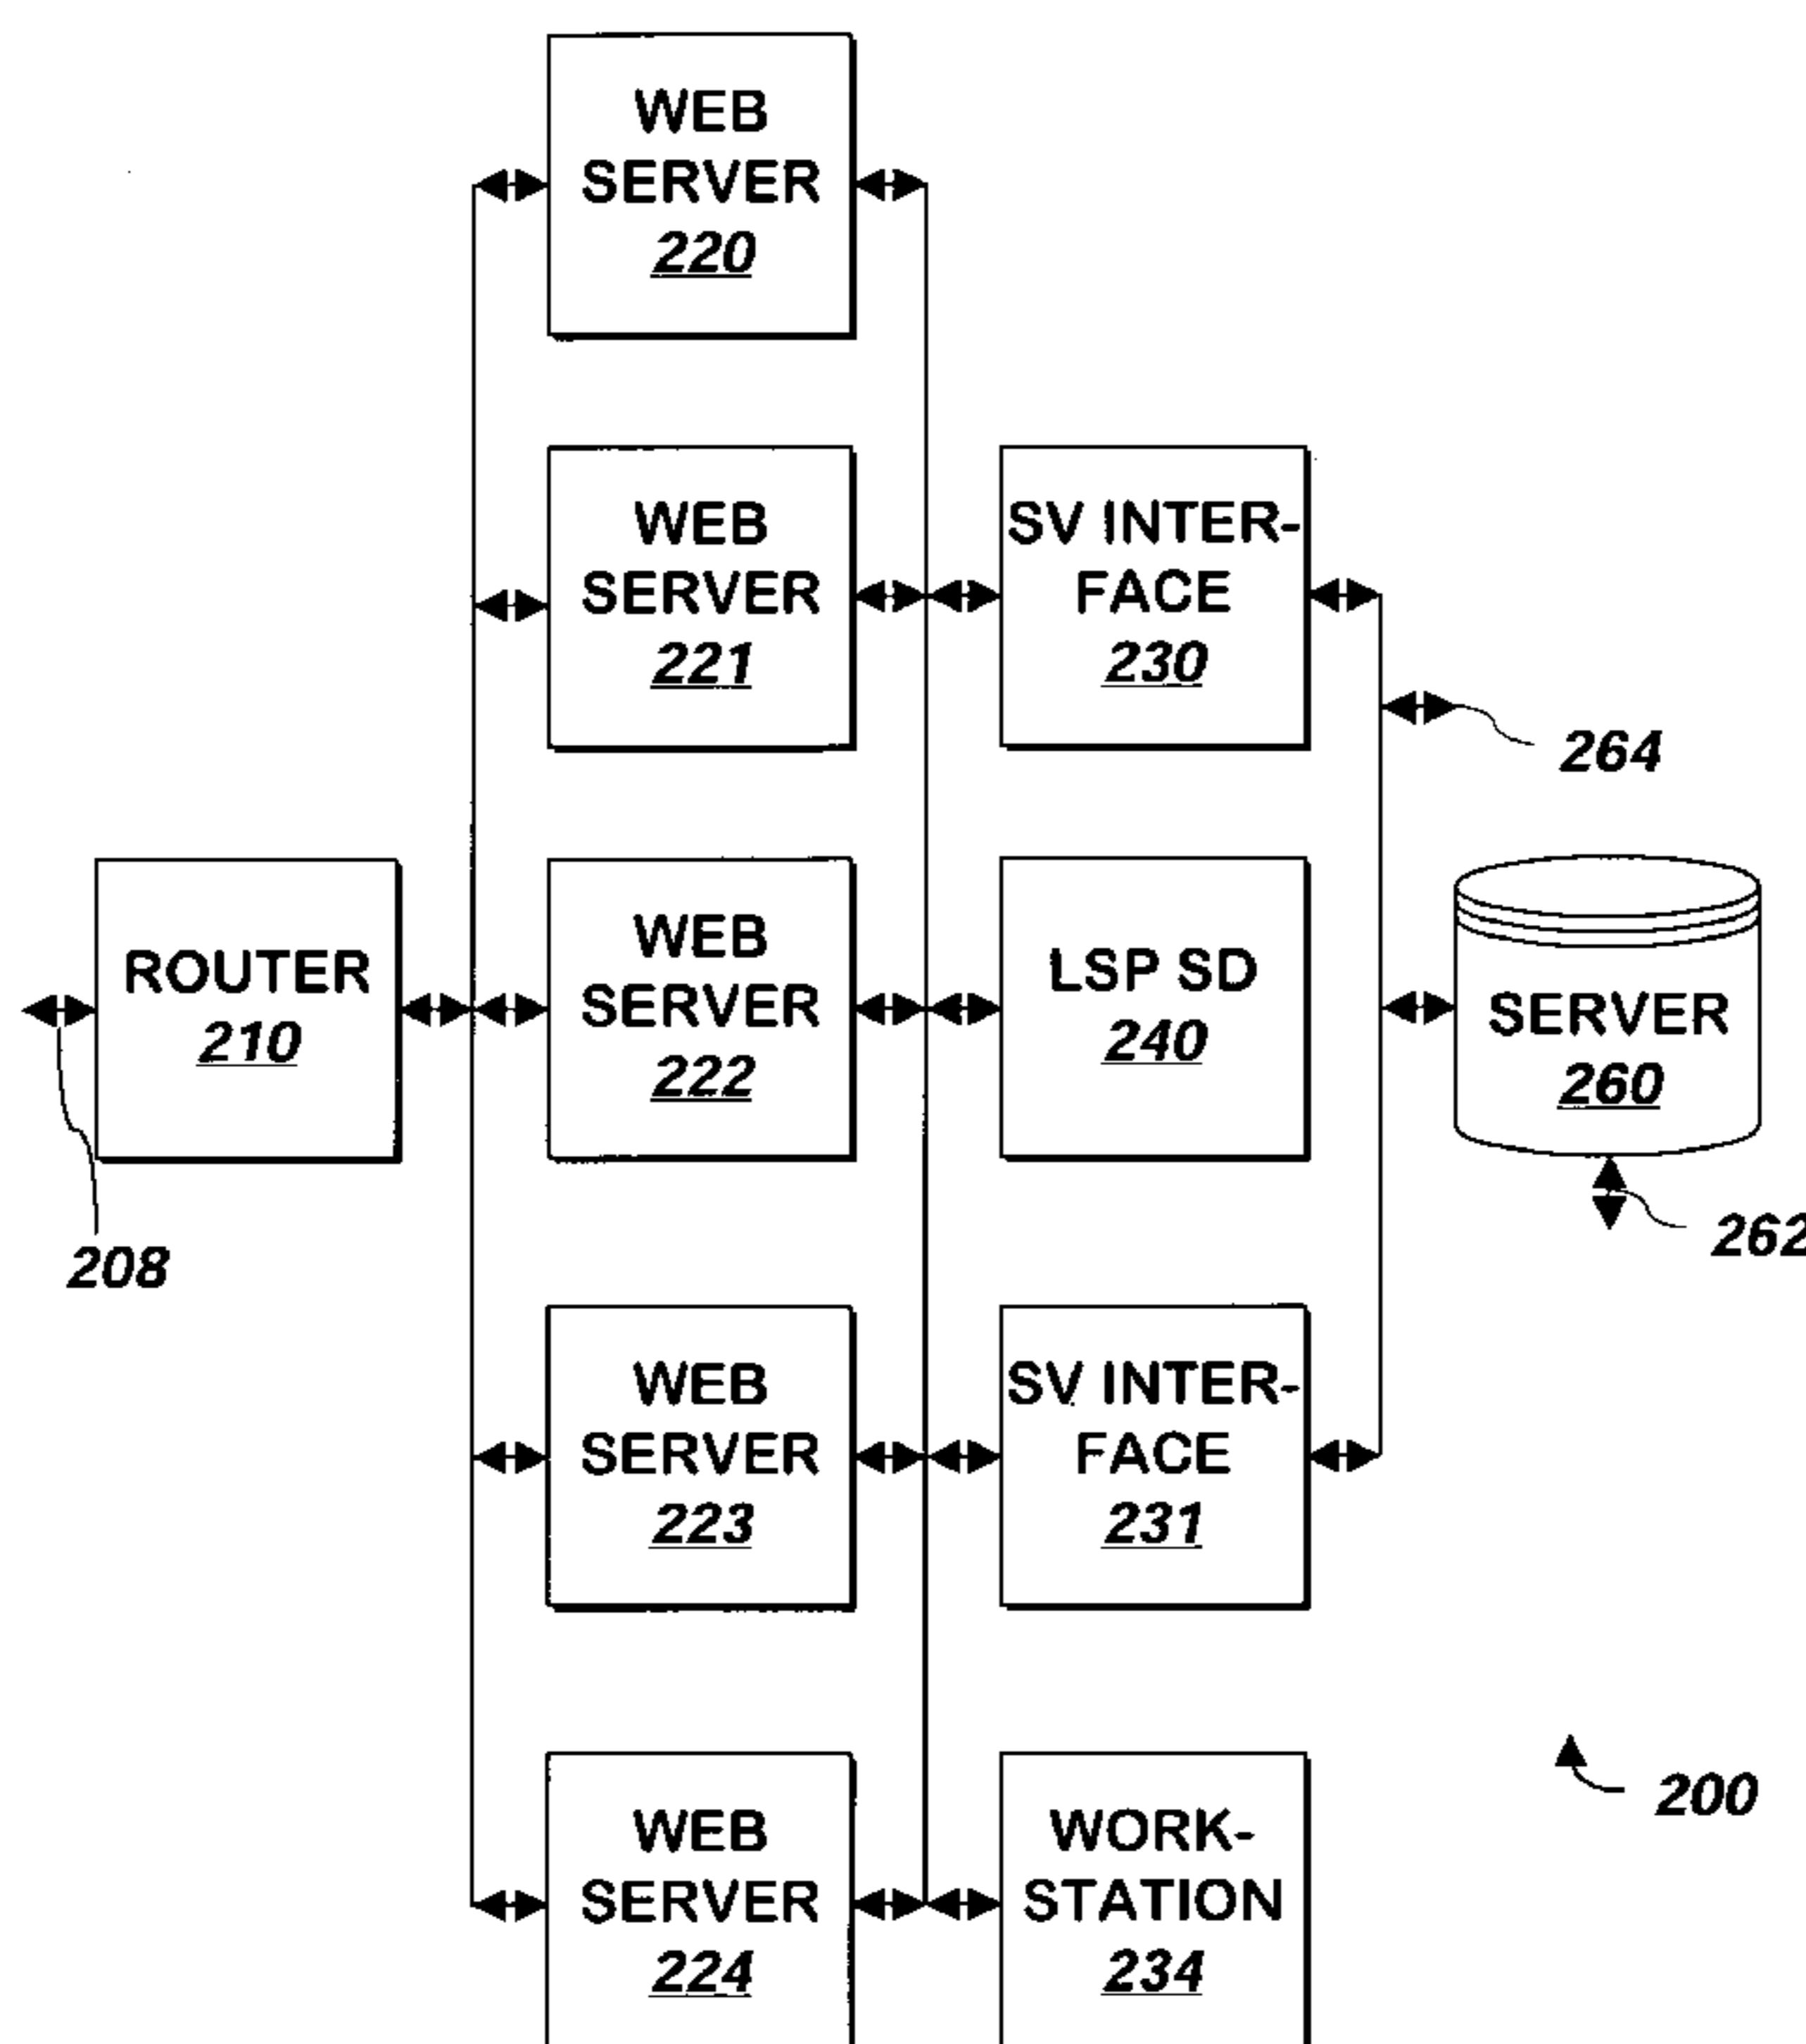 WEB
SERVER
220
WEB
SERVER
221
SV INTER-
FACE
230
264
ROUTER
210
WEB
SERVER
222
LSP SD
240
SERVER
260
208
262
WEB
SERVER
223
SV INTER-
FACE
231
200
WEB
SERVER
224
WORK-
STATION
234